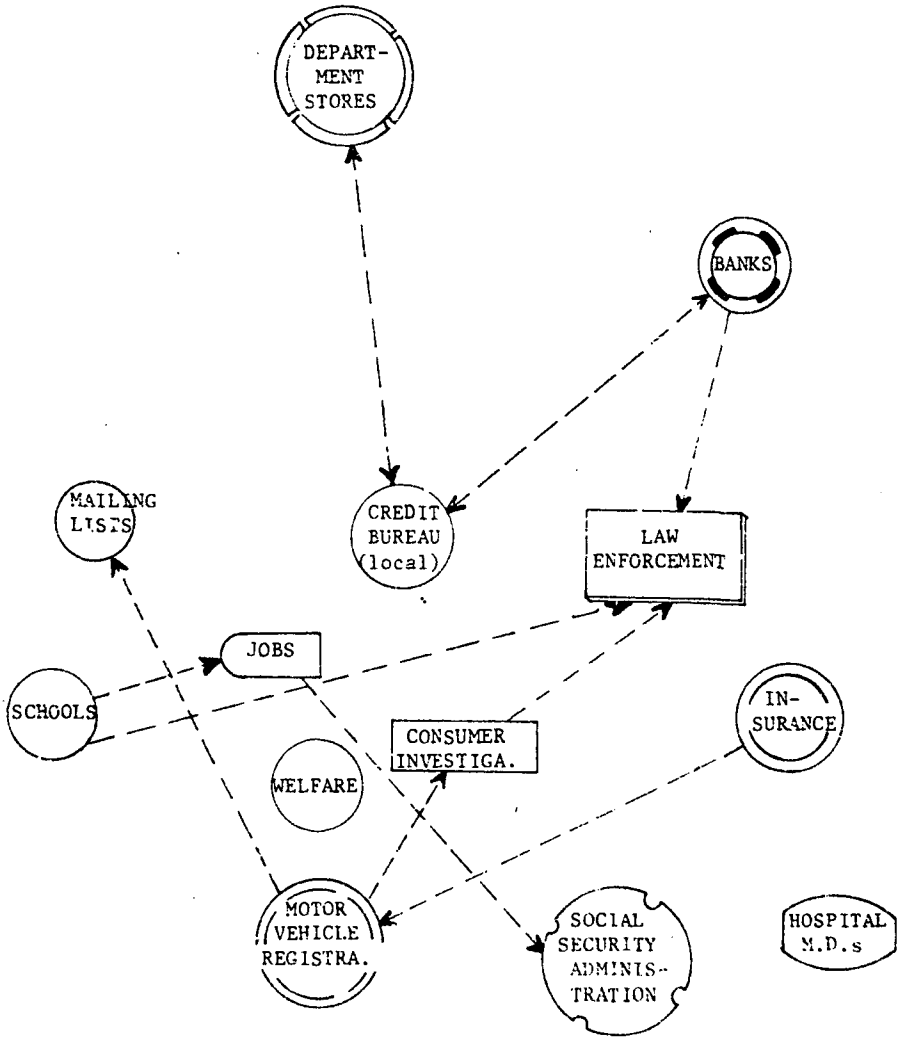 DEPART-
MENT
STORES
BANKS
MAILING
LISTS
CREDIT
BUREAU
(local)
LAW
ENFORCEMENT
JOBS
SCHOOLS
CONSUMER
INVESTIGA.
IN-
SURANCE
WELFARE
MOTOR
VEHICLE
REGISTRA.
SOCIAL
SECURITY
ADMINIS-
TRATION
HOSPITAL
M.D.s